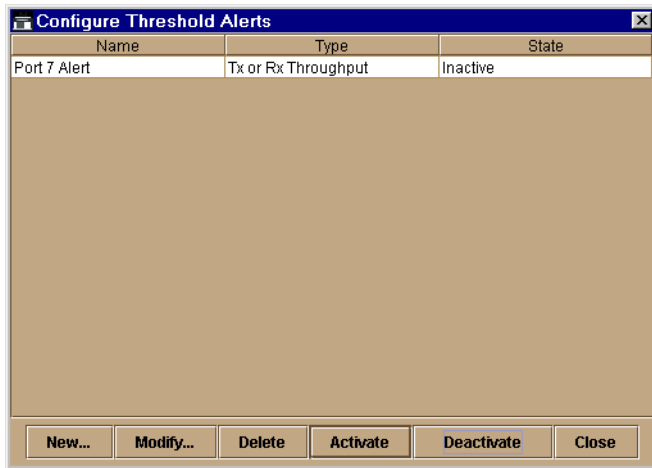 Configure Threshold Alerts
Name Type State
Port 7 Alert Tx or Rx Throughput Inactive
New... Modify... Delete Activate Deactivate Close